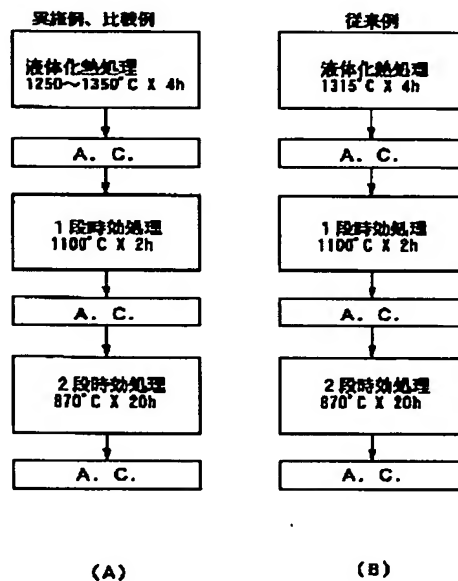 実施例、比較例
液体化熱処理
1250～1350°C X 4h
A. C.
1段時効処理
1100°C X 2h
A. C.
2段時効処理
870°C X 20h
A. C.
(A)
従来例
液体化熱処理
1315°C X 4h
A. C.
1段時効処理
1100°C X 2h
A. C.
2段時効処理
870°C X 20h
A. C.
(B)